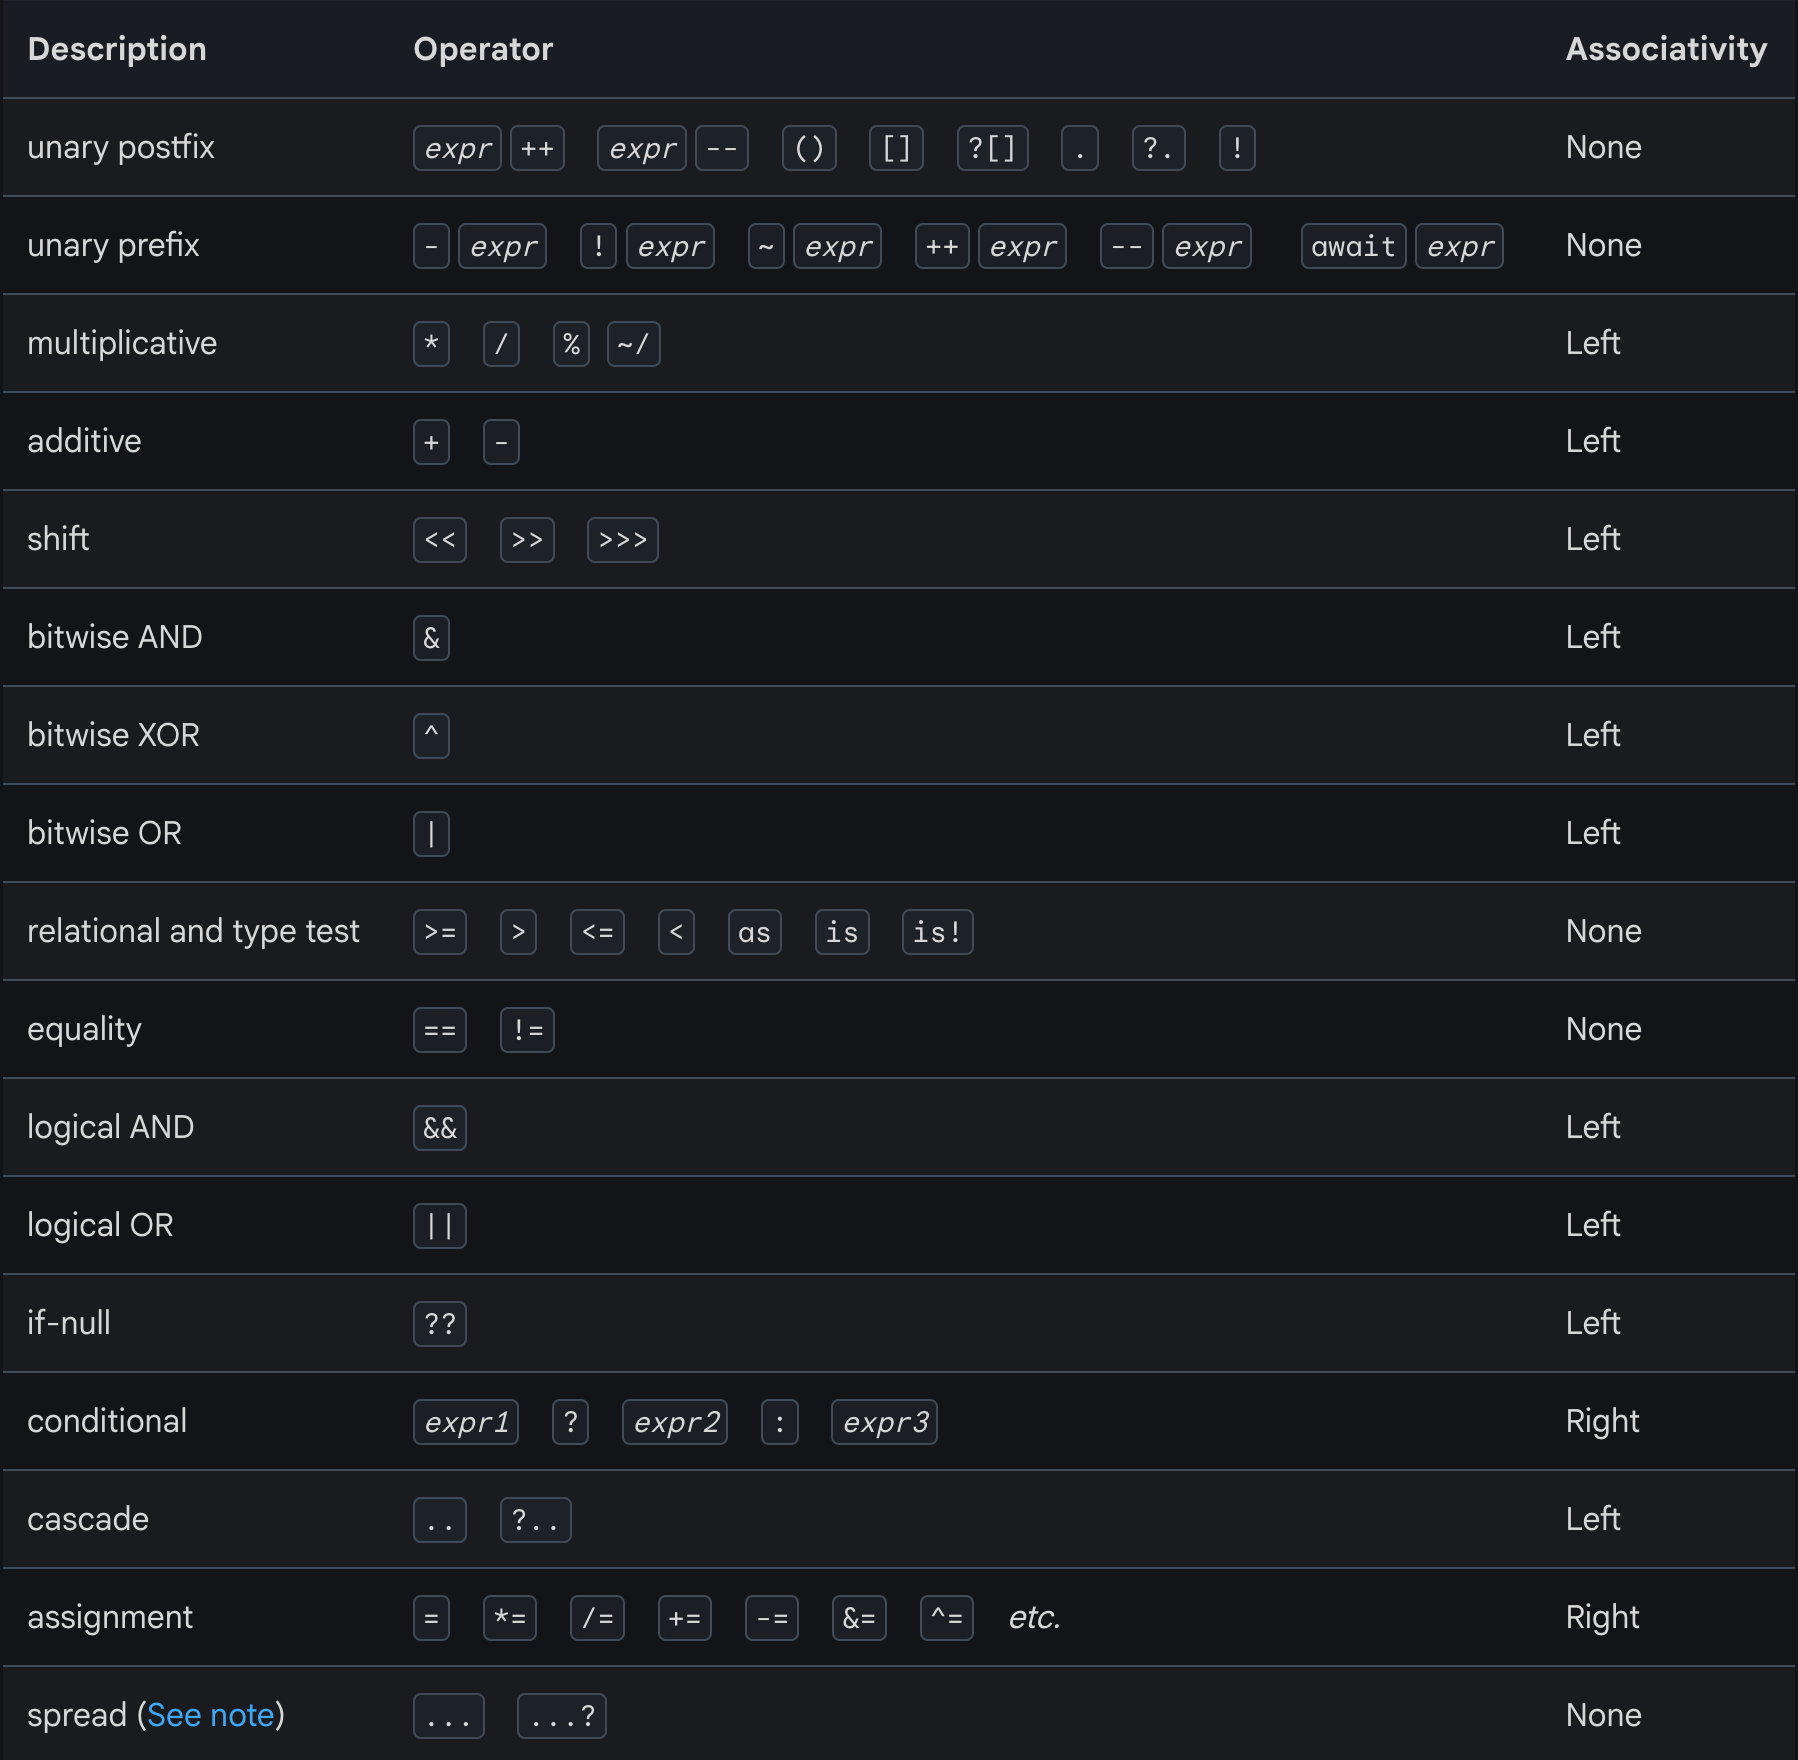 Description Operator Associativity
unary postfix expr ++ expr -- () [] ?[] . ?. ! None
unary prefix - expr ! expr ~ expr ++ expr -- expr await expr None
multiplicative * / % ~/ Left
additive + - Left
shift << >> >>> Left
bitwise AND & Left
bitwise XOR ^ Left
bitwise OR | Left
relational and type test >= > <= < as is is! None
equality == != None
logical AND && Left
logical OR || Left
if-null ?? Left
conditional expr1 ? expr2 : expr3 Right
cascade .. ?.. Left
assignment = *= /= += -= &= ^= etc. Right
spread (See note) ... ...? None